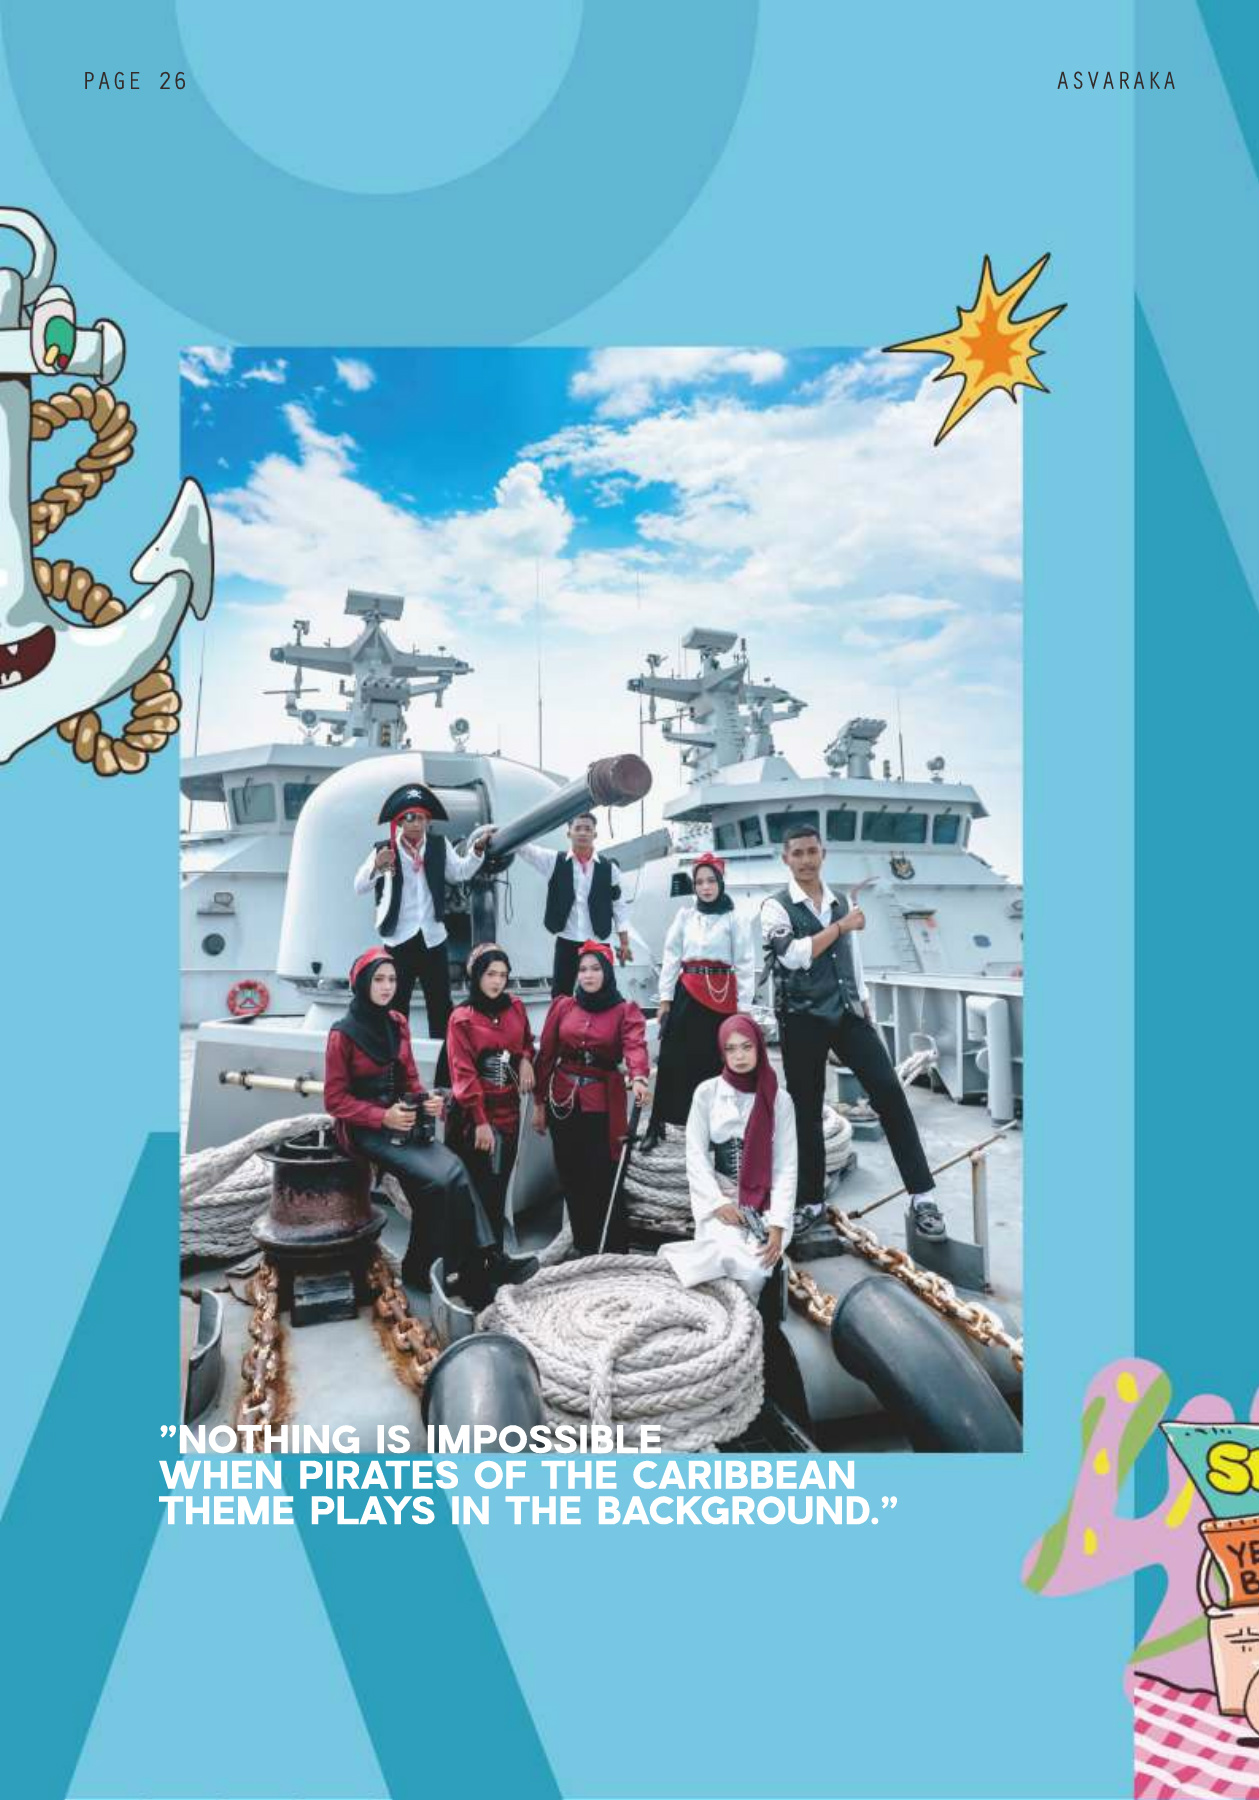 PAGE 26
ASVARAKA
”NOTHING IS IMPOSSIBLE
WHEN PIRATES OF THE CARIBBEAN
THEME PLAYS IN THE BACKGROUND.”